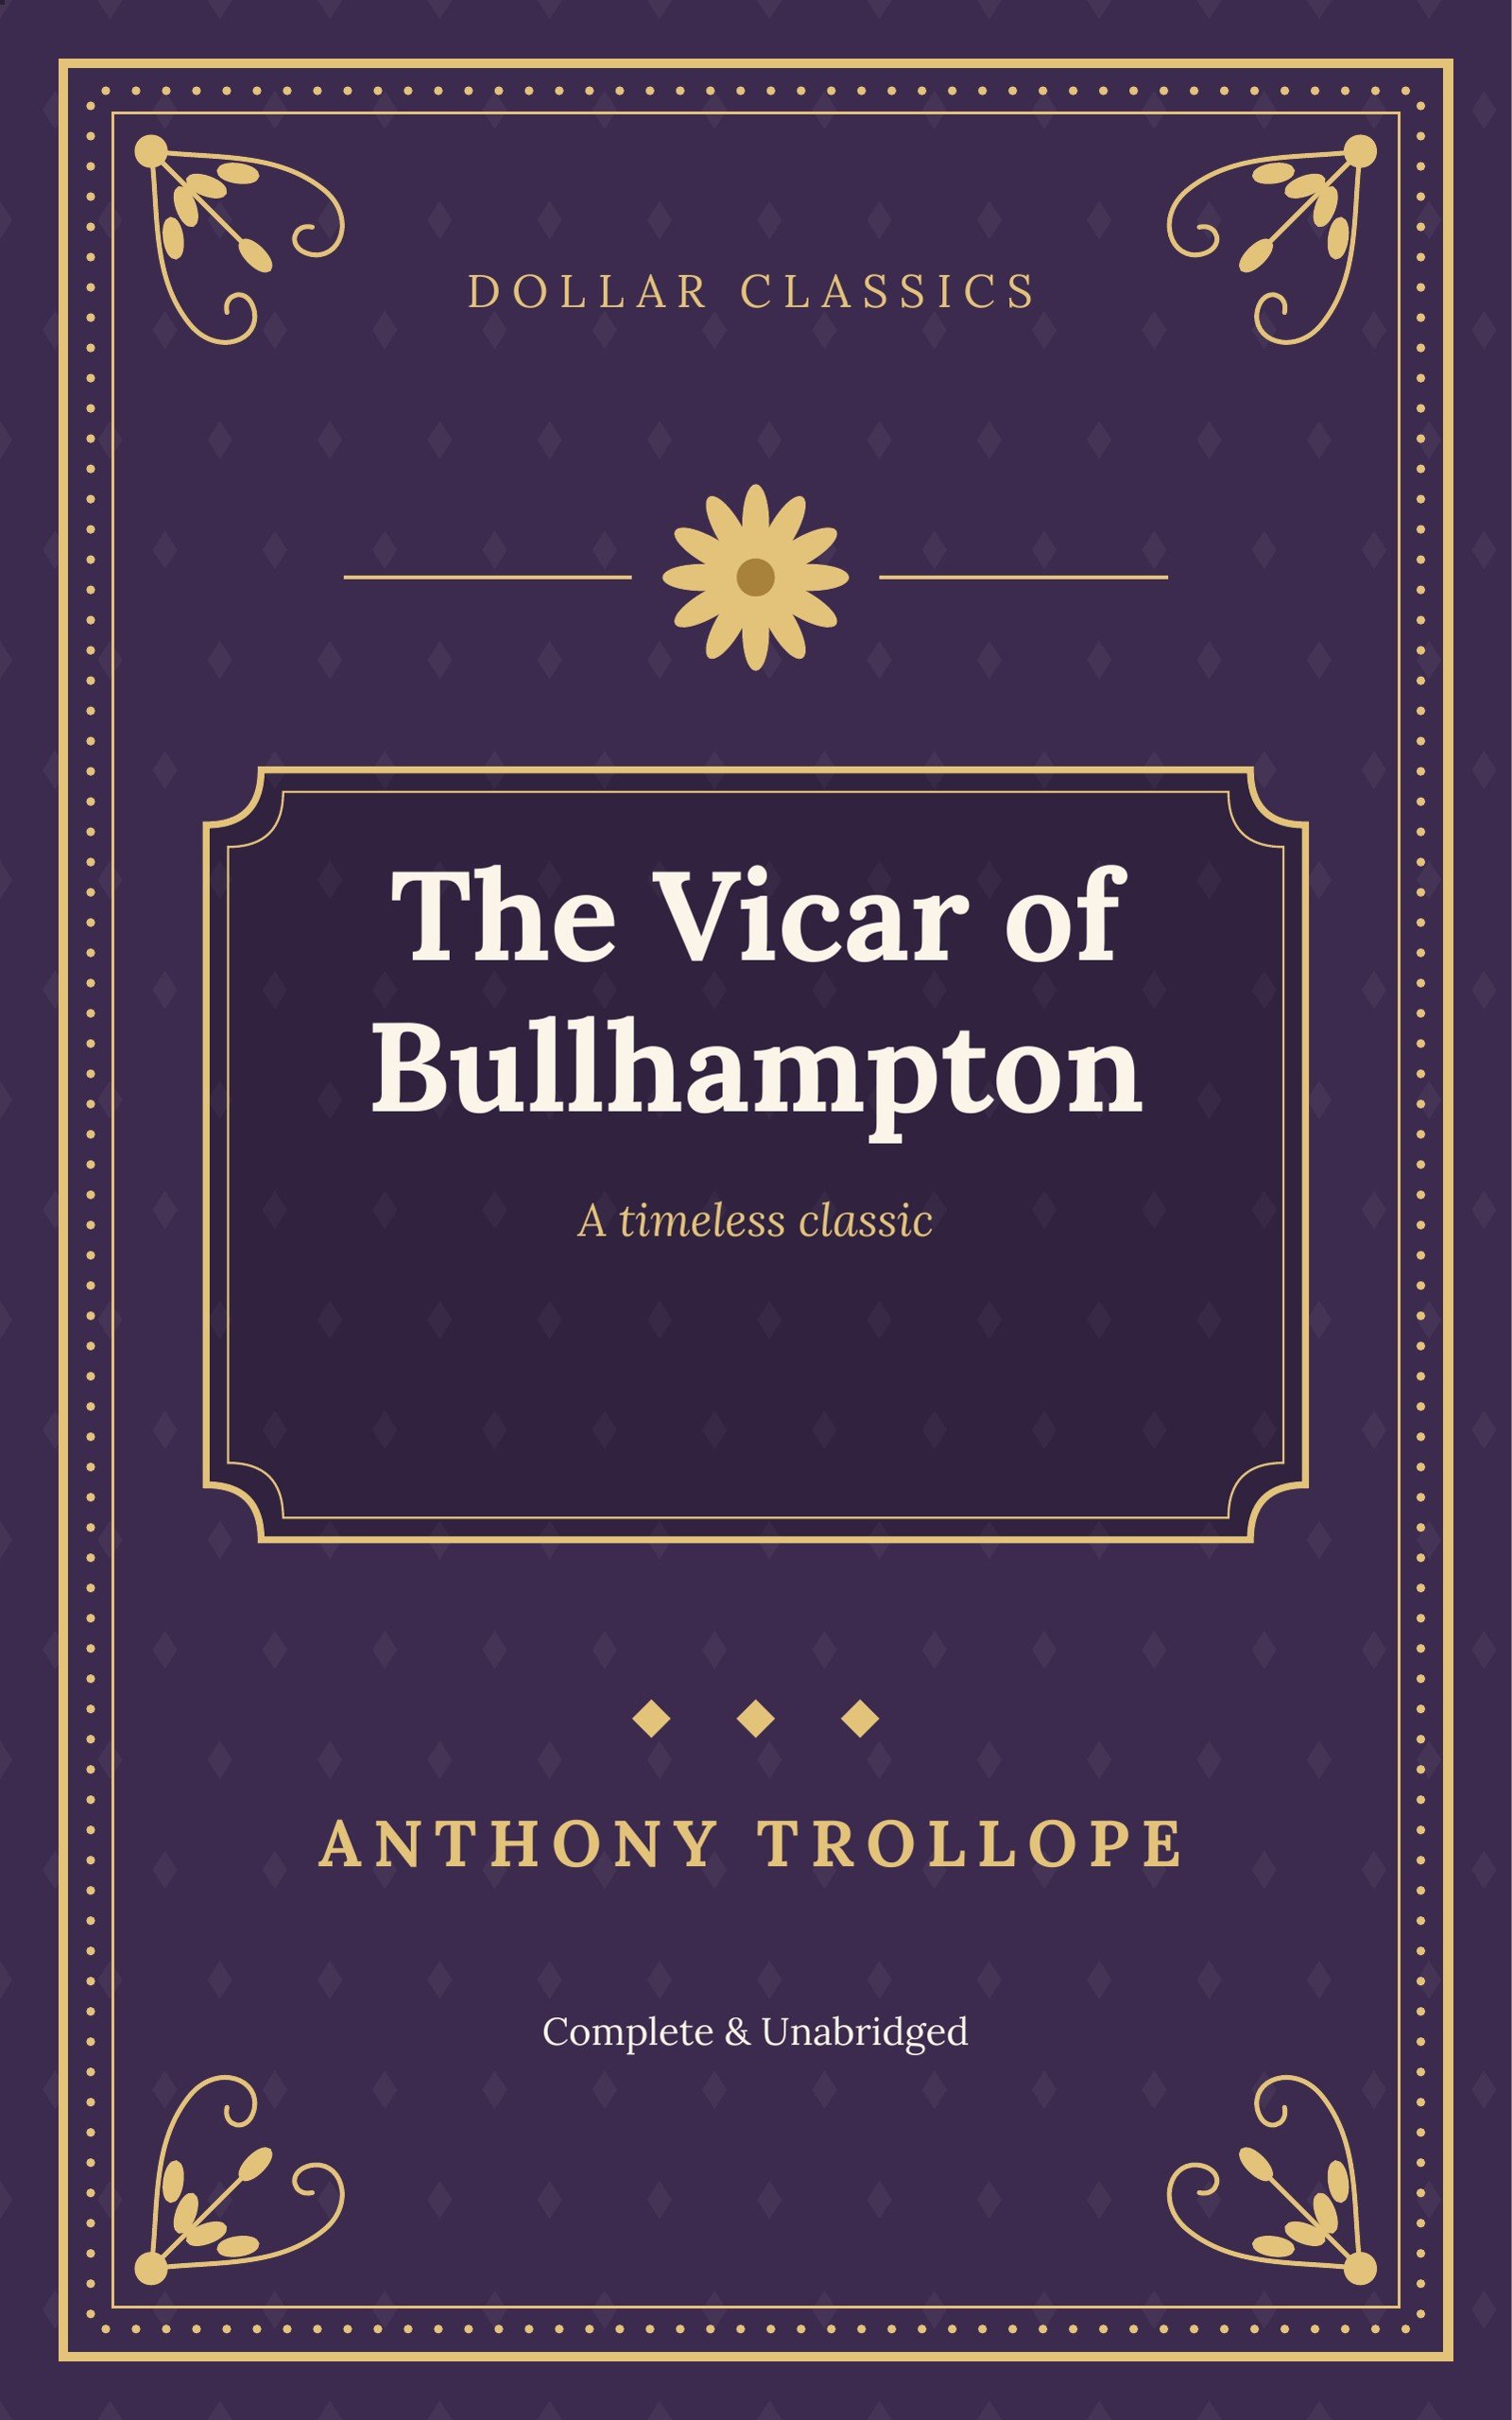 DOLLAR CLASSICS
The Vicar of
Bullhampton
A timeless classic
ANTHONY TROLLOPE
Complete & Unabridged